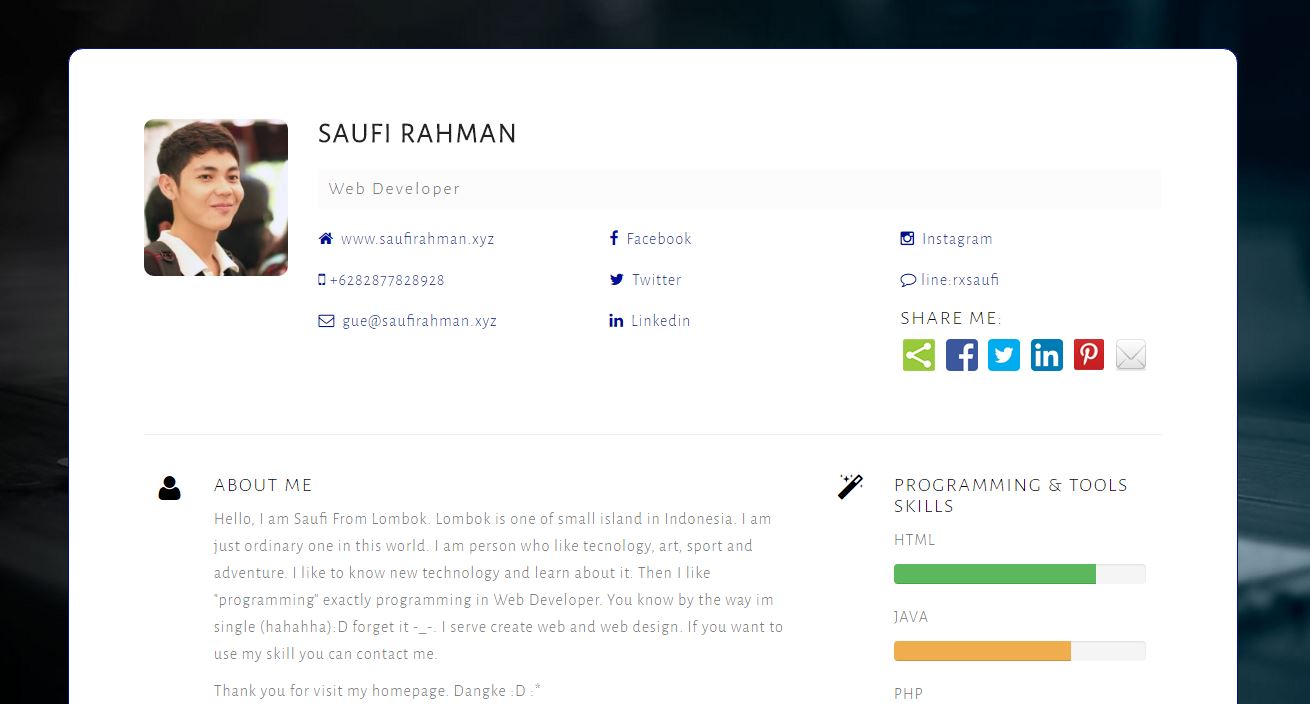 SAUFI RAHMAN
Web Developer
www.saufirahman.xyz
Facebook
Instagram
+6282877828928
Twitter
line:rxsaufi
gue@saufirahman.xyz
Linkedin
SHARE ME:
ABOUT ME
Hello, I am Saufi From Lombok. Lombok is one of small island in Indonesia. I am
just ordinary one in this world. I am person who like tecnology, art, sport and
adventure. I like to know new technology and learn about it. Then I like
"programming" exactly programming in Web Developer. You know by the way im
single (hahahha):D forget it -_-. I serve create web and web design. If you want to
use my skill you can contact me.
Thank you for visit my homepage. Dangke :D :*
PROGRAMMING & TOOLS
SKILLS
HTML
JAVA
PHP